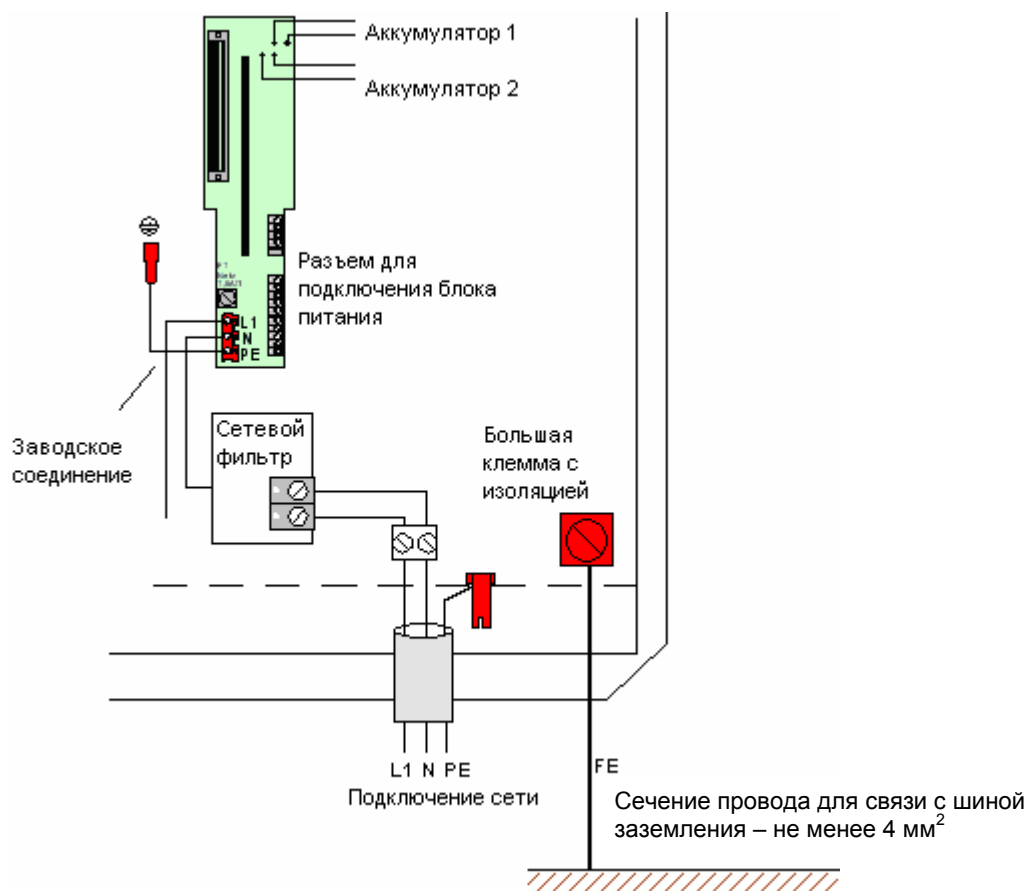 Аккумулятор 1
Аккумулятор 2
Разъем для
подключения блока
питания
L1
N
PE
Заводское
соединение
Сетевой
фильтр
Большая
клемма с
изоляцией
L1 N PE
Подключение сети
FE
Сечение провода для связи с шиной
заземления – не менее 4 мм²